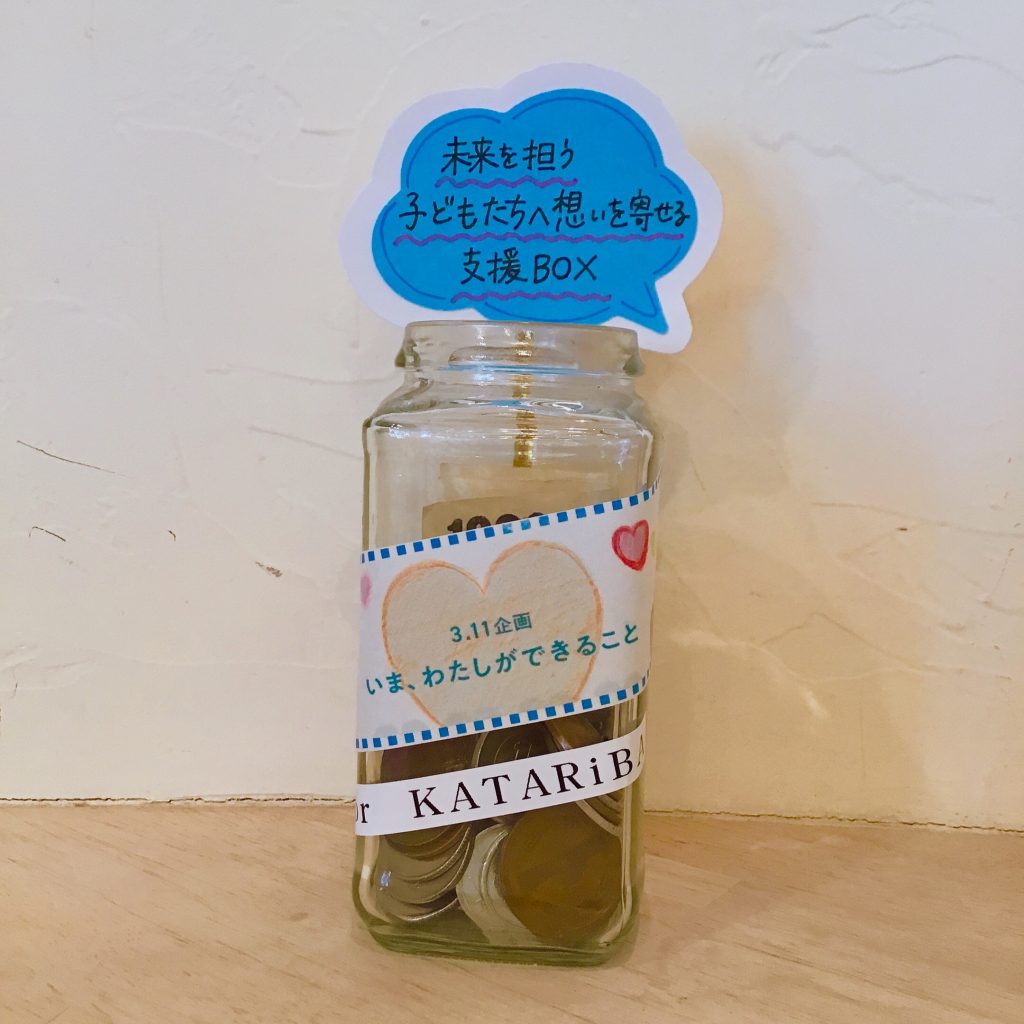 未来を担う
子どもたちへ想いを寄せる
支援BOX
3.11企画
いま、わたしができること
or KATARiBA